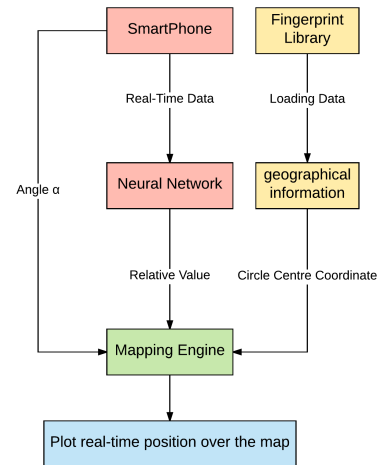 SmartPhone
Fingerprint
Library
Real-Time Data
Loading Data
Neural Network
geographical
information
Angle α
Relative Value
Circle Centre Coordinate
Mapping Engine
Plot real-time position over the map